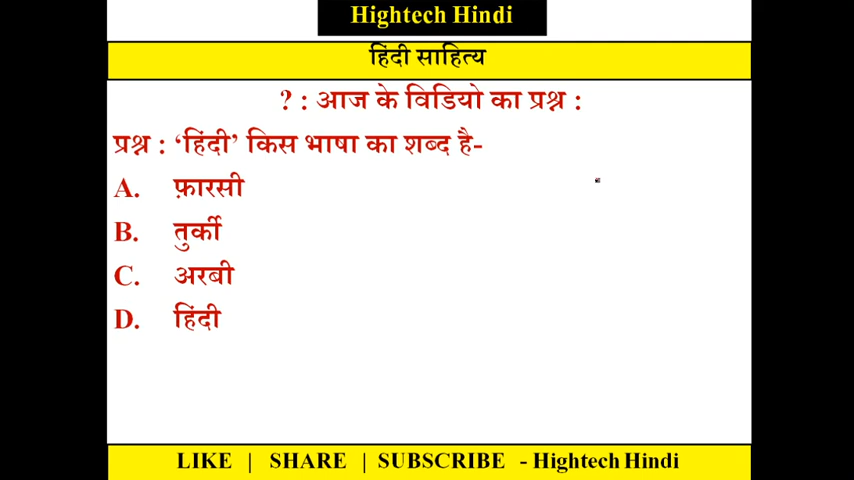 Hightech Hindi
हिंदी साहित्य
? : आज के विडियो का प्रश्न :
प्रश्न : ‘हिंदी’ किस भाषा का शब्द है-
A. फ़ारसी
B. तुर्की
C. अरबी
D. हिंदी
LIKE | SHARE | SUBSCRIBE - Hightech Hindi